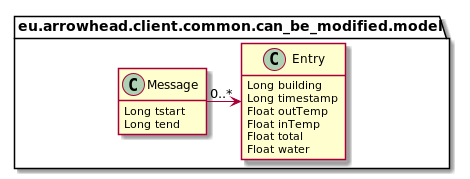 eu.arrowhead.client.common.can_be_modified.model
C Message
Long tstart
Long tend
0..*
C Entry
Long building
Long timestamp
Float outTemp
Float inTemp
Float total
Float water